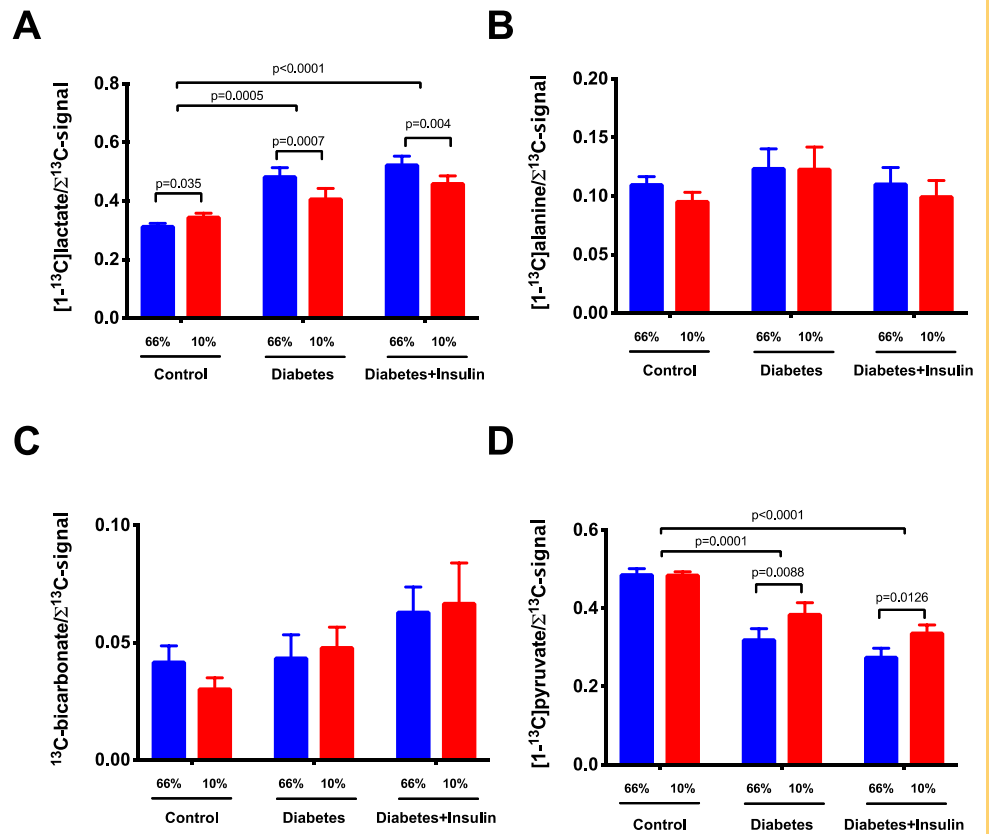 A
[1-¹³C]lactate/Σ¹³C-signal
0.8
0.6
0.4
0.2
0.0
p<0.0001
p=0.0005
p=0.0007
p=0.004
p=0.035
66% 10% 66% 10% 66% 10%
Control Diabetes Diabetes+Insulin
B
[1-¹³C]alanine/Σ¹³C-signal
0.20
0.15
0.10
0.05
0.00
66% 10% 66% 10% 66% 10%
Control Diabetes Diabetes+Insulin
C
¹³C-bicarbonate/Σ¹³C-signal
0.10
0.05
0.00
66% 10% 66% 10% 66% 10%
Control Diabetes Diabetes+Insulin
D
[1-¹³C]pyruvate/Σ¹³C-signal
0.6
0.4
0.2
0.0
p<0.0001
p=0.0001
p=0.0088
p=0.0126
66% 10% 66% 10% 66% 10%
Control Diabetes Diabetes+Insulin